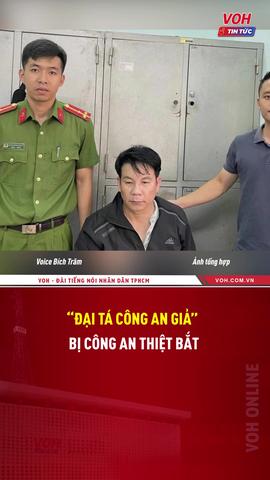 VOH
TIN TỨC
Voice Bích Trâm
Ảnh tổng hợp
VOH - ĐÀI TIẾNG NÓI NHÂN DÂN TPHCM
VOH.COM.VN
“ĐẠI TÁ CÔNG AN GIẢ”
BỊ CÔNG AN THIỆT BẮT
VOH ONLINE
VOH